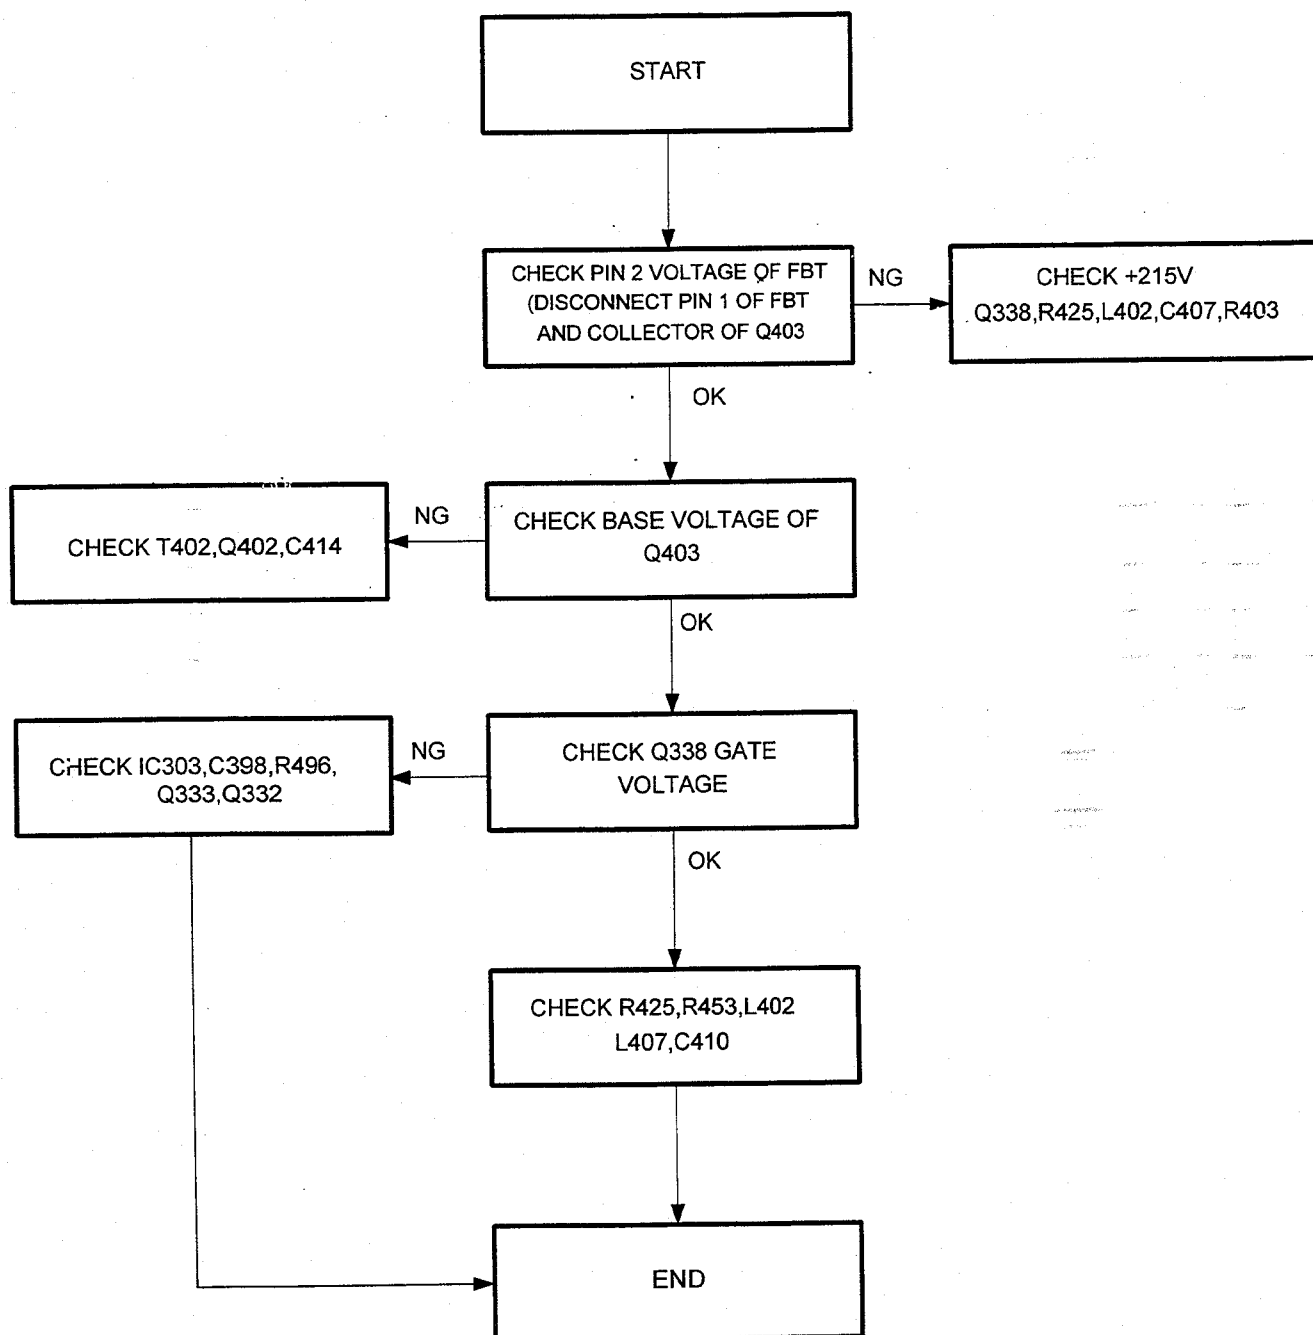 START
CHECK PIN 2 VOLTAGE OF FBT
(DISCONNECT PIN 1 OF FBT
AND COLLECTOR OF Q403
NG
CHECK +215V
Q338,R425,L402,C407,R403
OK
CHECK BASE VOLTAGE OF
Q403
NG
CHECK T402,Q402,C414
OK
CHECK Q338 GATE
VOLTAGE
NG
CHECK IC303,C398,R496,
Q333,Q332
OK
CHECK R425,R453,L402
L407,C410
END